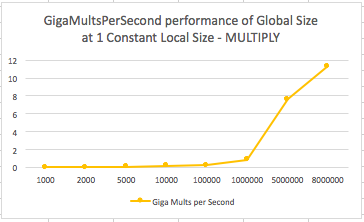 GigaMultsPerSecond performance of Global Size
at 1 Constant Local Size - MULTIPLY
12
10
8
6
4
2
0
1000 2000 5000 10000 100000 1000000 5000000 8000000
Giga Mults per Second